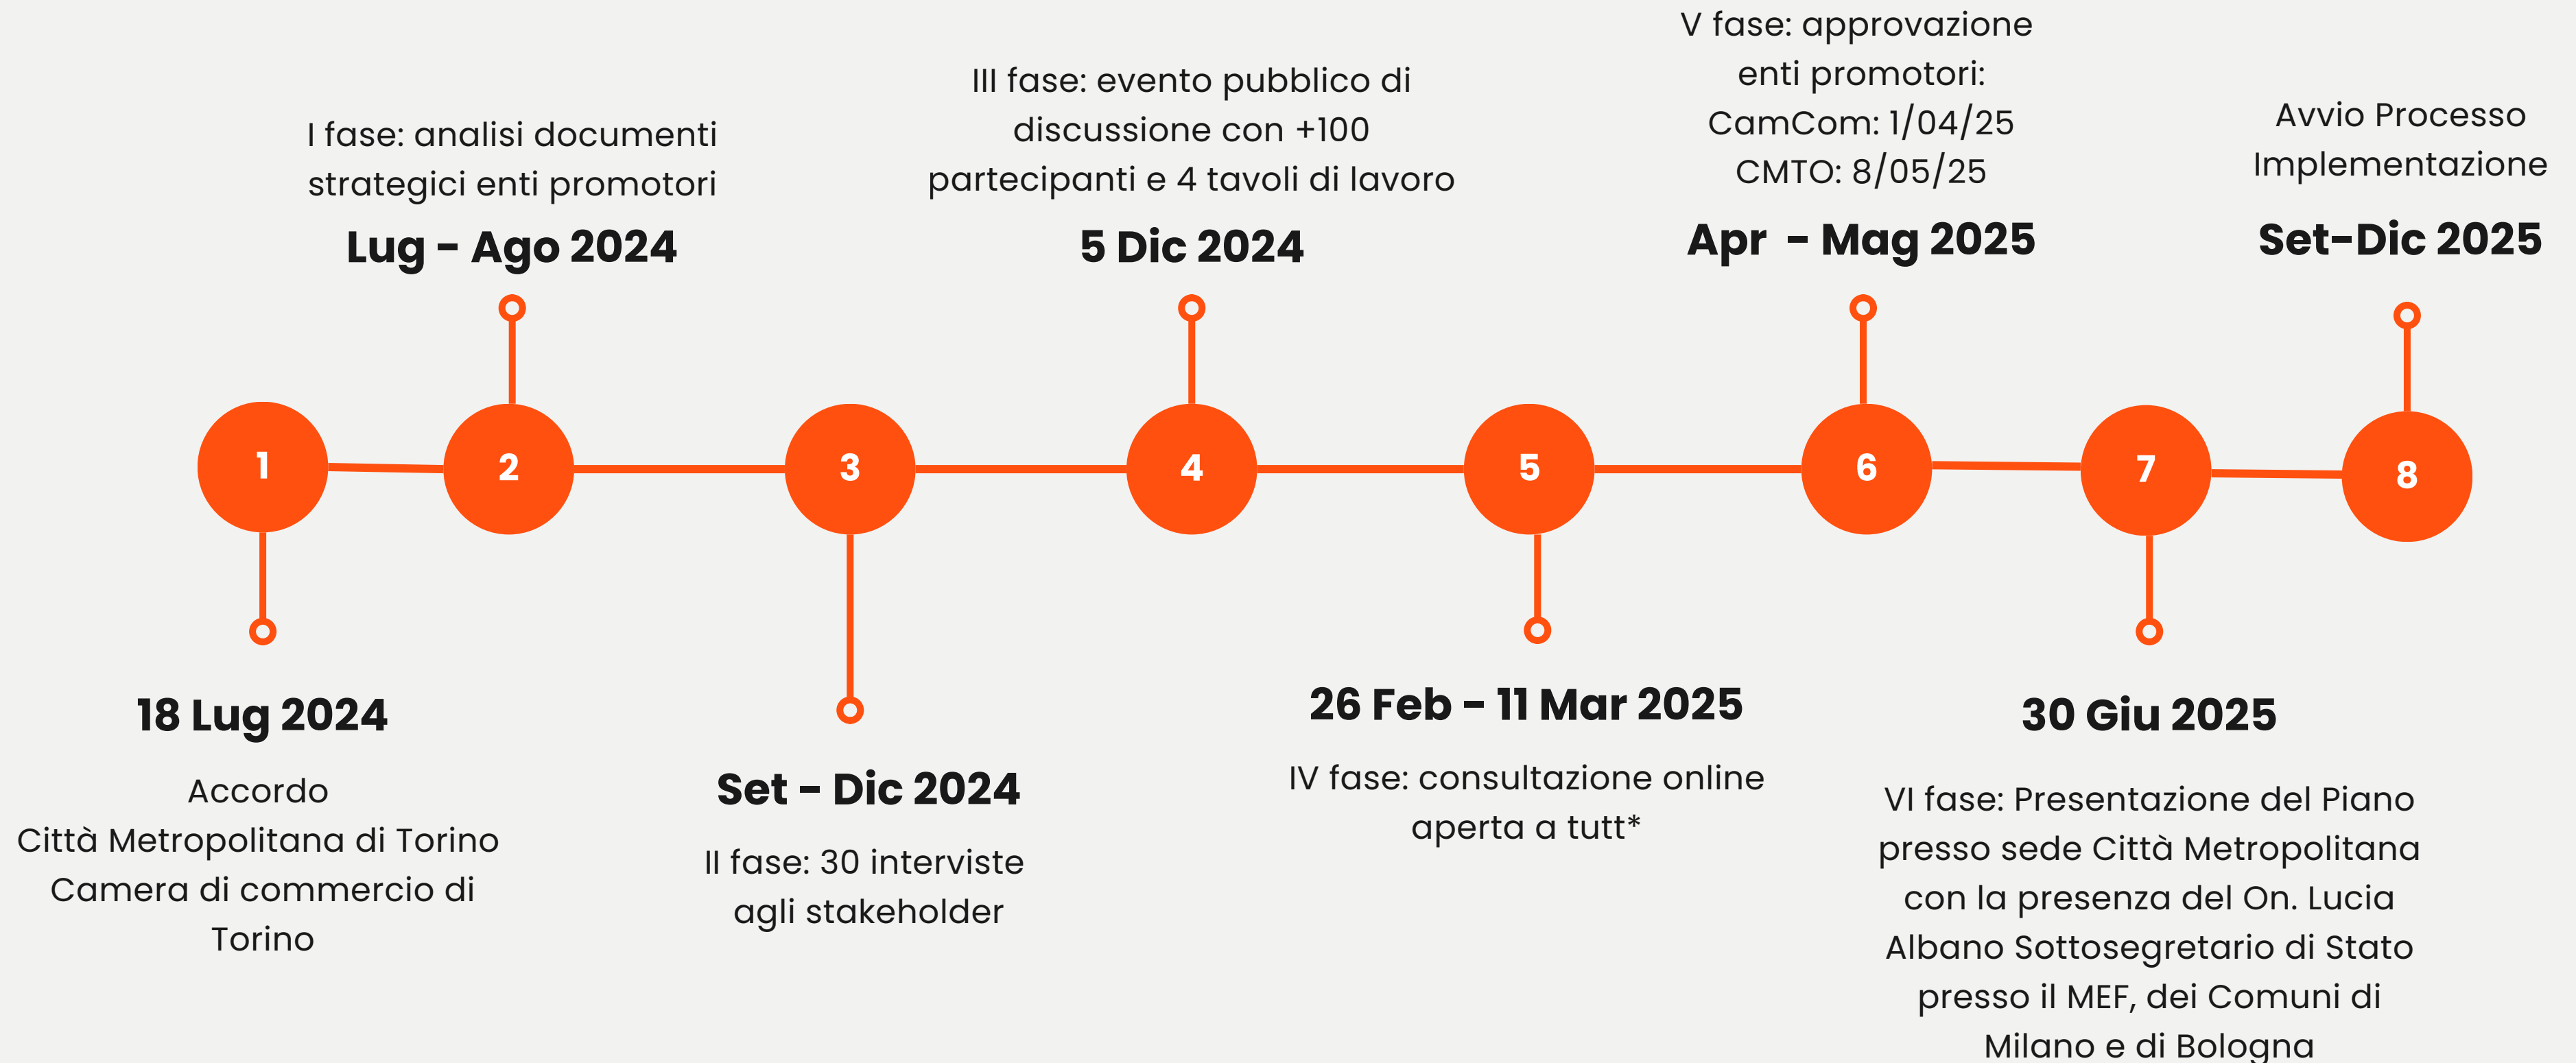 18 Lug 2024
Accordo
Città Metropolitana di Torino
Camera di commercio di
Torino
1
I fase: analisi documenti
strategici enti promotori
Lug - Ago 2024
2
3
Set - Dic 2024
II fase: 30 interviste
agli stakeholder
III fase: evento pubblico di
discussione con +100
partecipanti e 4 tavoli di lavoro
5 Dic 2024
4
5
26 Feb - 11 Mar 2025
IV fase: consultazione online
aperta a tutt*
V fase: approvazione
enti promotori:
CamCom: 1/04/25
CMTO: 8/05/25
Apr - Mag 2025
6
7
30 Giu 2025
VI fase: Presentazione del Piano
presso sede Città Metropolitana
con la presenza del On. Lucia
Albano Sottosegretario di Stato
presso il MEF, dei Comuni di
Milano e di Bologna
Avvio Processo
Implementazione
Set-Dic 2025
8